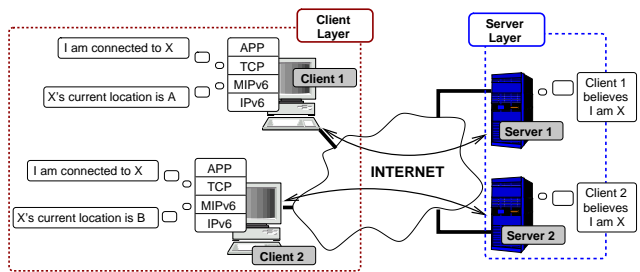 Client
Layer
Server
Layer
I am connected to X
X's current location is A
APP
TCP
MIPv6
IPv6
Client 1
Client 1
believes
I am X
Server 1
INTERNET
I am connected to X
X's current location is B
APP
TCP
MIPv6
IPv6
Client 2
Client 2
believes
I am X
Server 2